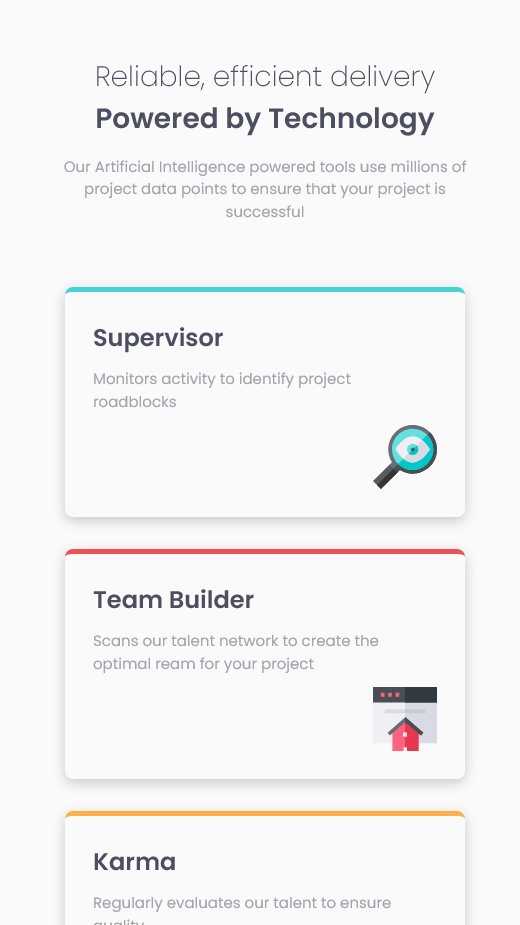 Reliable, efficient delivery
Powered by Technology
Our Artificial Intelligence powered tools use millions of
project data points to ensure that your project is
successful
Supervisor
Monitors activity to identify project
roadblocks
Team Builder
Scans our talent network to create the
optimal ream for your project
Karma
Regularly evaluates our talent to ensure
quality